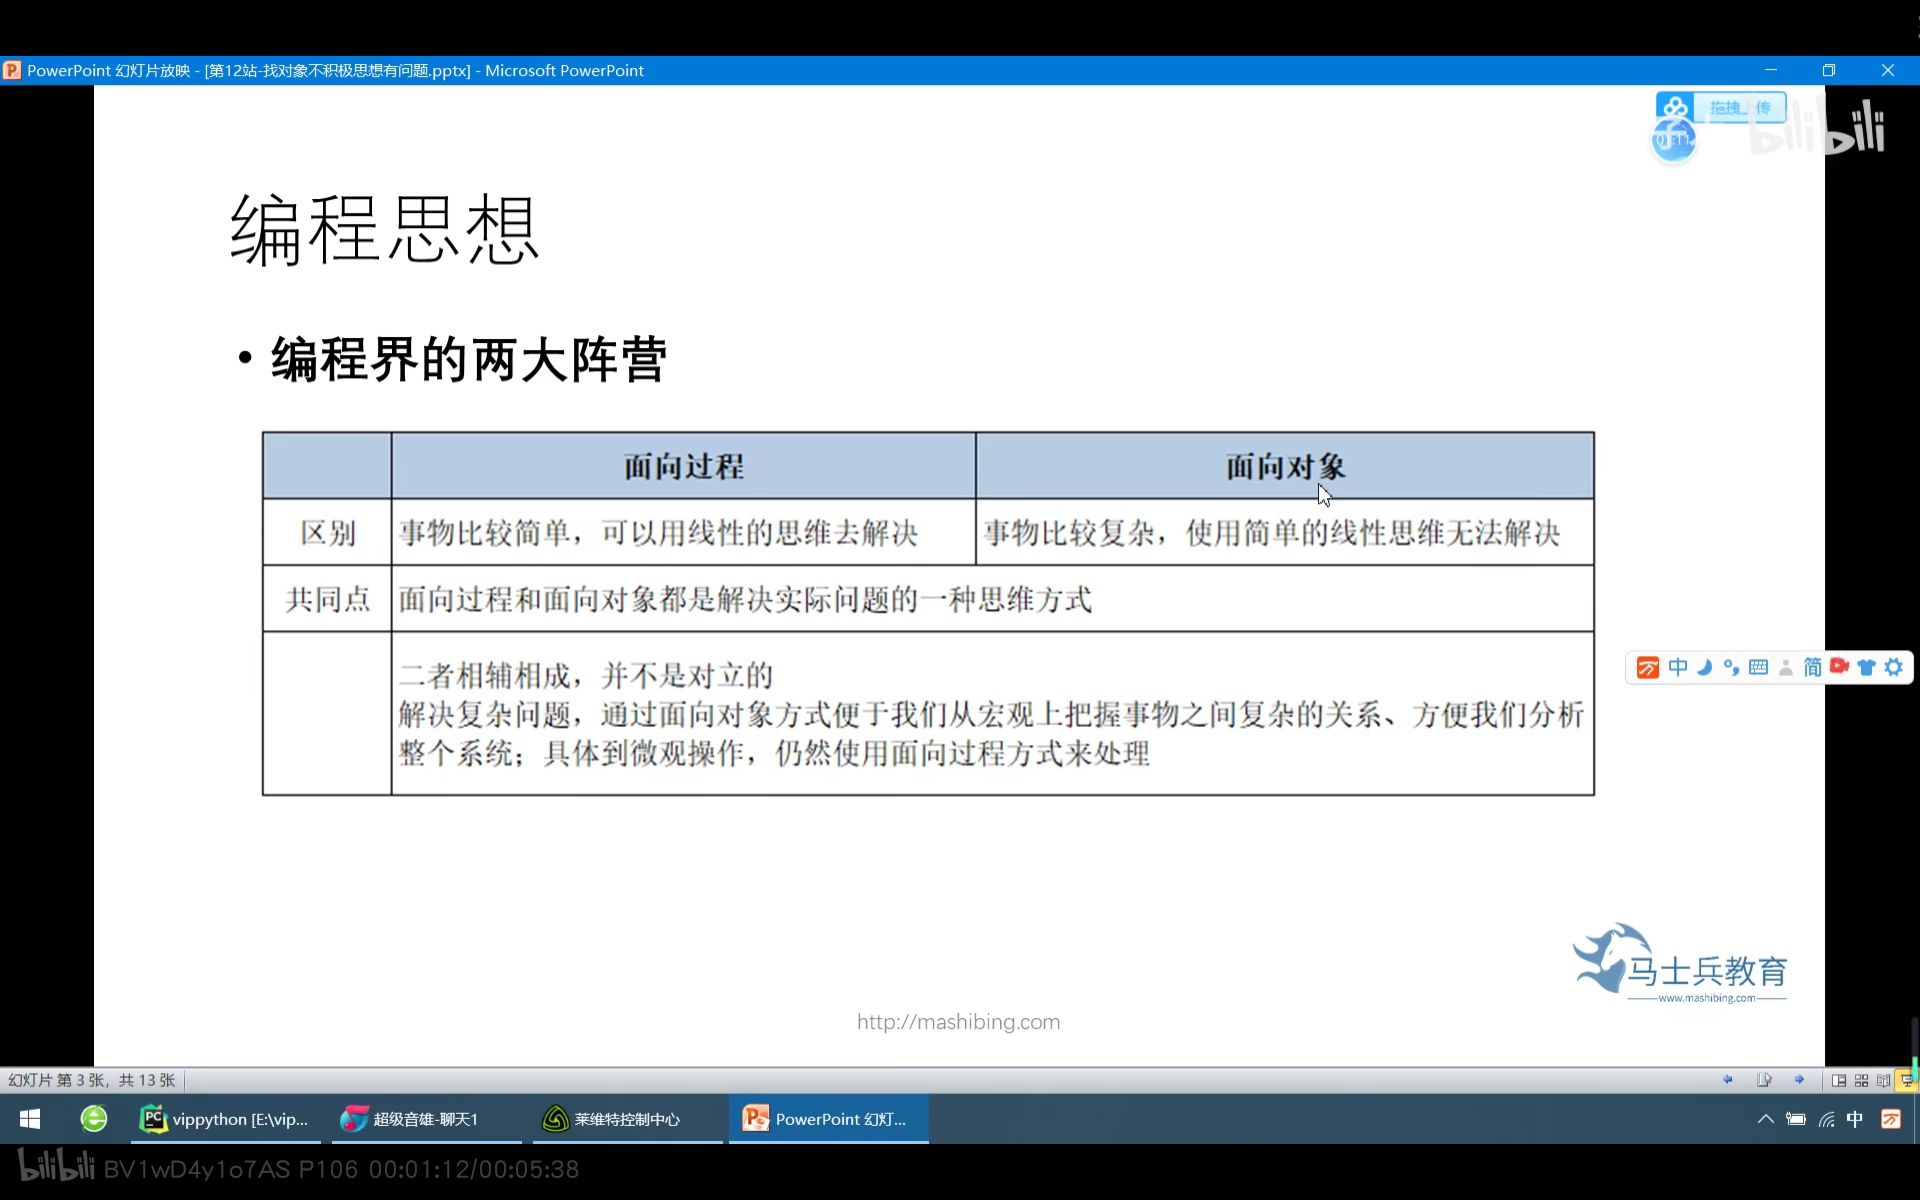 PowerPoint 幻灯片放映 - [第12站-找对象不积极思想有问题.pptx] - Microsoft PowerPoint
bilibili
编程思想
• 编程界的两大阵营
面向过程 面向对象
区别 事物比较简单，可以用线性的思维去解决 事物比较复杂，使用简单的线性思维无法解决
共同点 面向过程和面向对象都是解决实际问题的一种思维方式
二者相辅相成，并不是对立的
解决复杂问题，通过面向对象方式便于我们从宏观上把握事物之间复杂的关系、方便我们分析
整个系统；具体到微观操作，仍然使用面向过程方式来处理
中 简
马士兵教育
www.mashibing.com
http://mashibing.com
幻灯片 第 3 张，共 13 张
vippython [E:\vip... 超级音雄-聊天1 莱维特控制中心 PowerPoint 幻灯... 中
bilibili BV1wD4y1o7AS P106 00:01:12/00:05:38